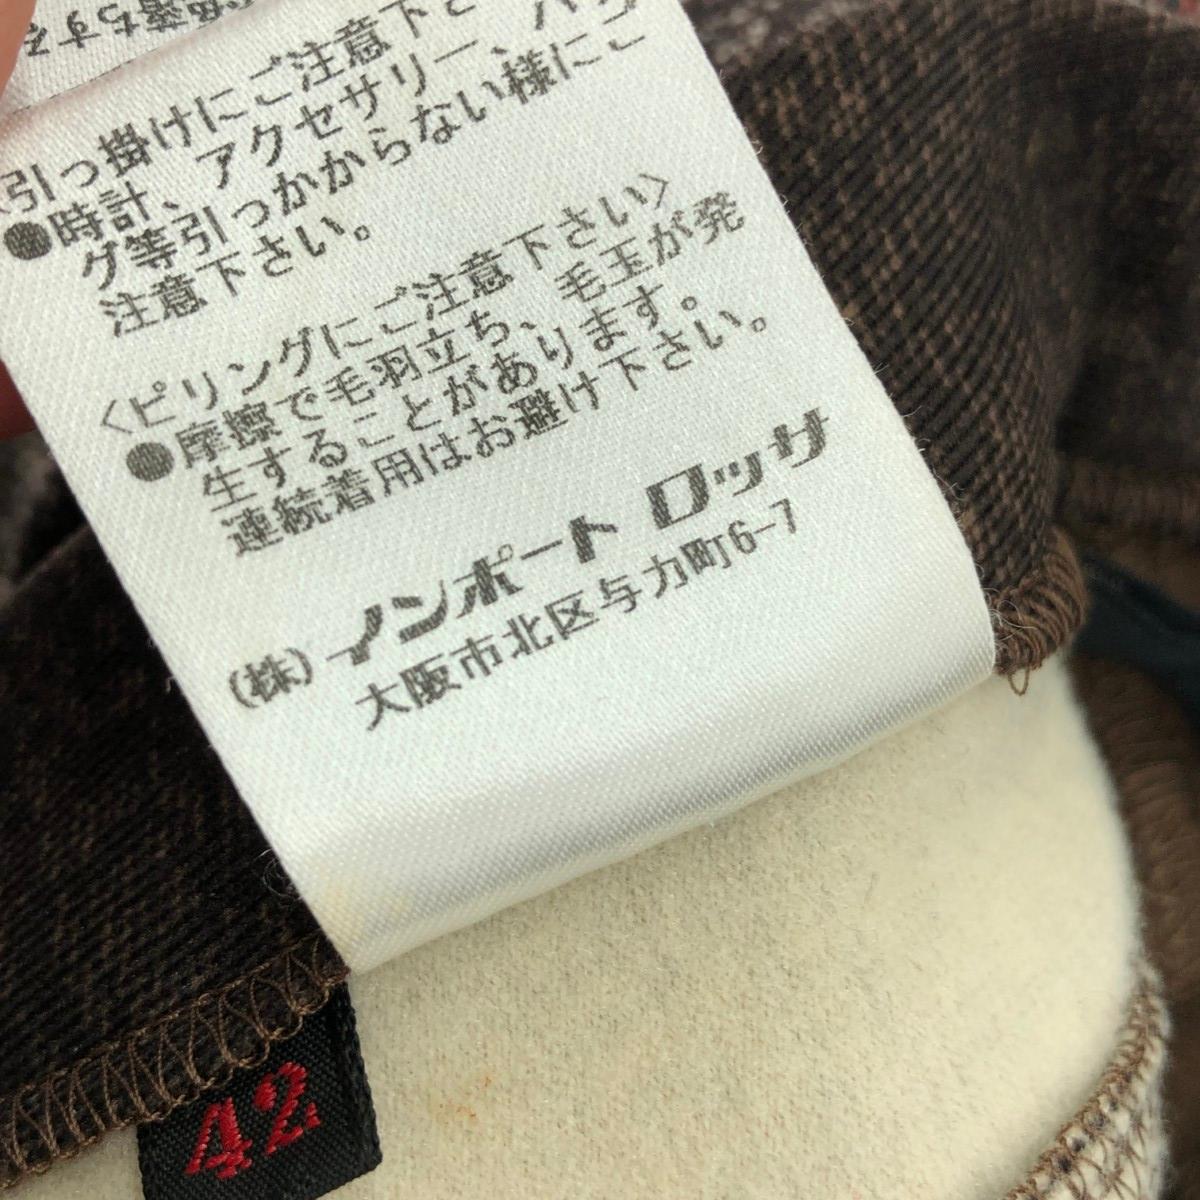 〈引っ掛けにご注意下さ
●時計、アクセサリー、バッ
グ等引っかからない様にご
注意下さい。
〈ピリングにご注意下さい〉
●摩擦で毛羽立ち、毛玉が発
生することがあります。
連続着用はお避け下さい。
(株)インポート ロッサ
大阪市北区与力町6-7
42